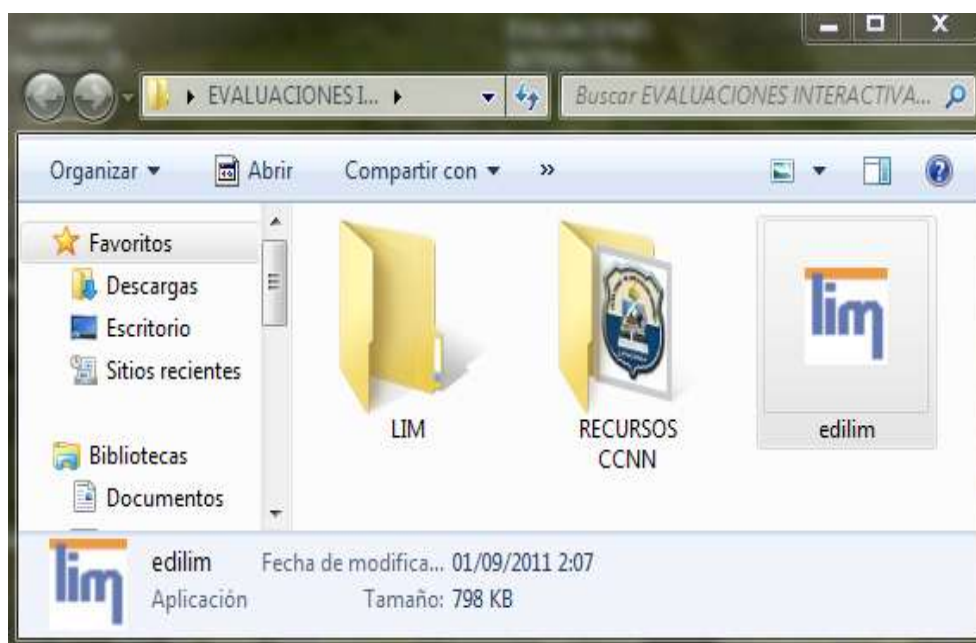 EVALUACIONES I...
Buscar EVALUACIONES INTERACTIVA...
Organizar
Abrir
Compartir con
»
Favoritos
Descargas
Escritorio
Sitios recientes
Bibliotecas
Documentos
LIM
RECURSOS
CCNN
lim
edilim
lim
edilim Fecha de modifica... 01/09/2011 2:07
Aplicación Tamaño: 798 KB